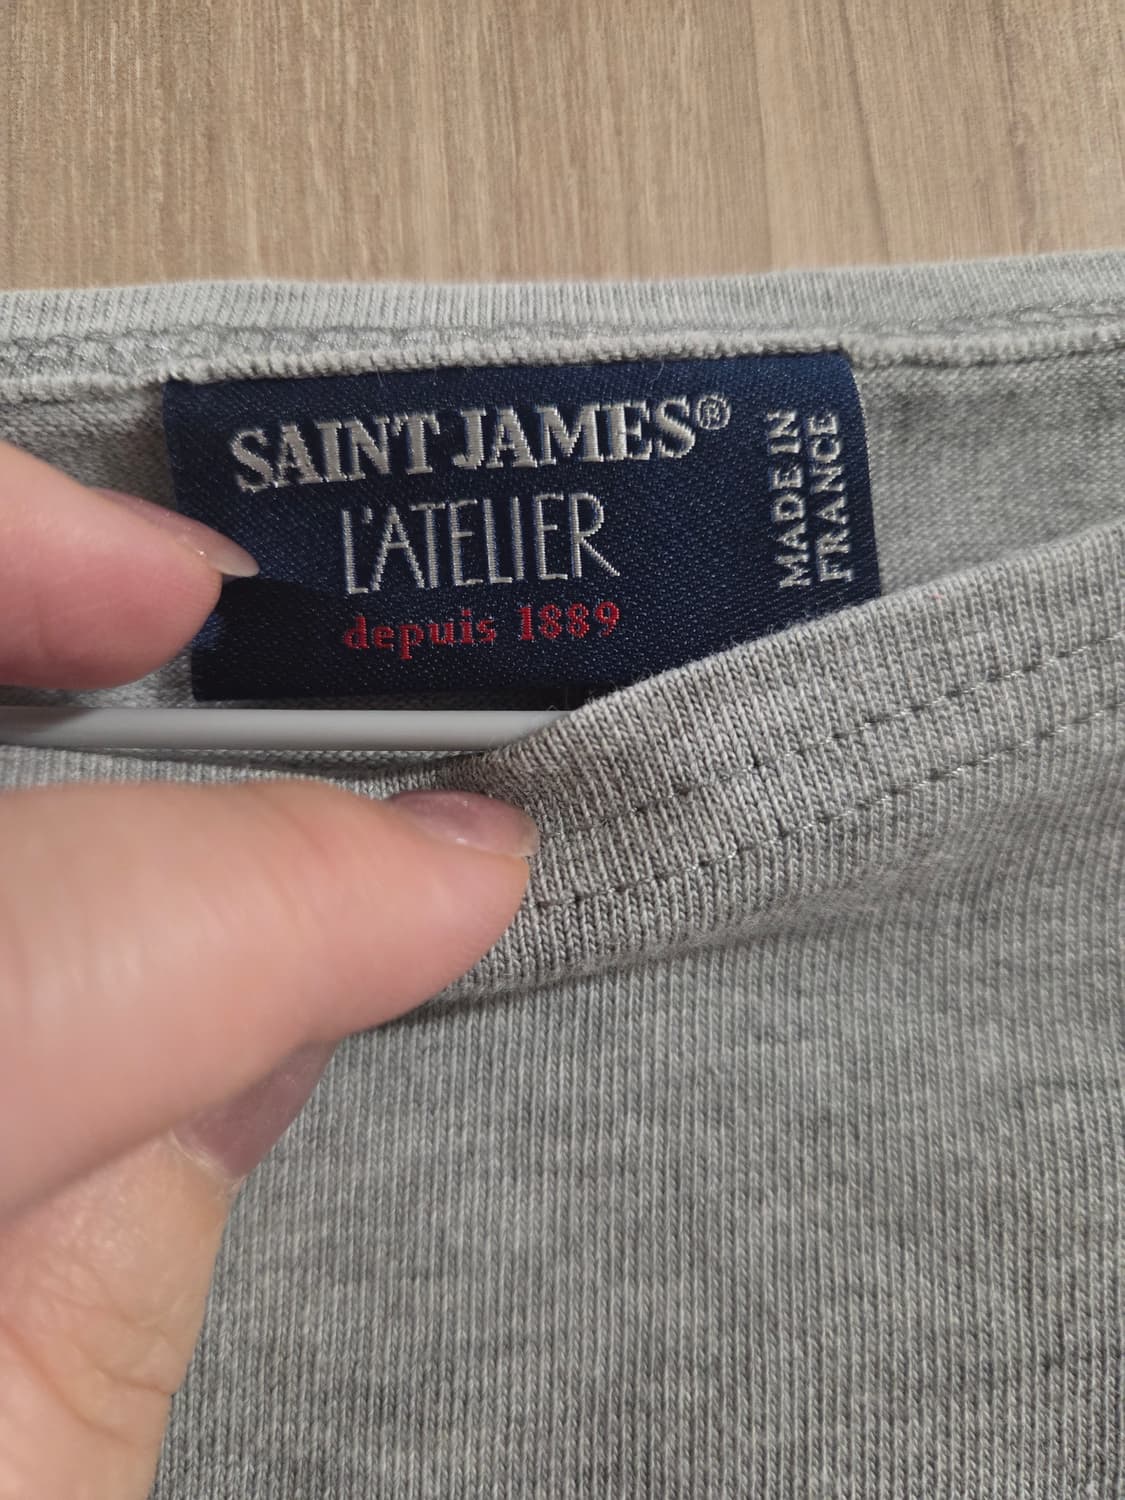 SAINT JAMES®
L'ATELIER
depuis 1889
MADE IN
FRANCE